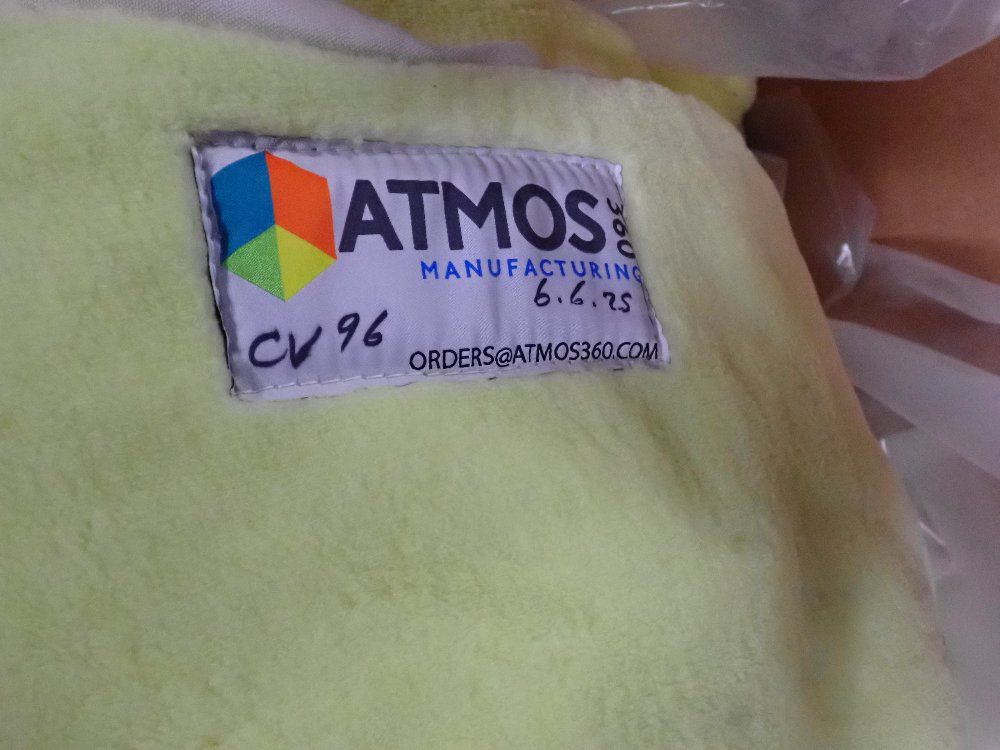 ATMOS 360
MANUFACTURING
6.6.25
CV 96
ORDERS@ATMOS360.COM